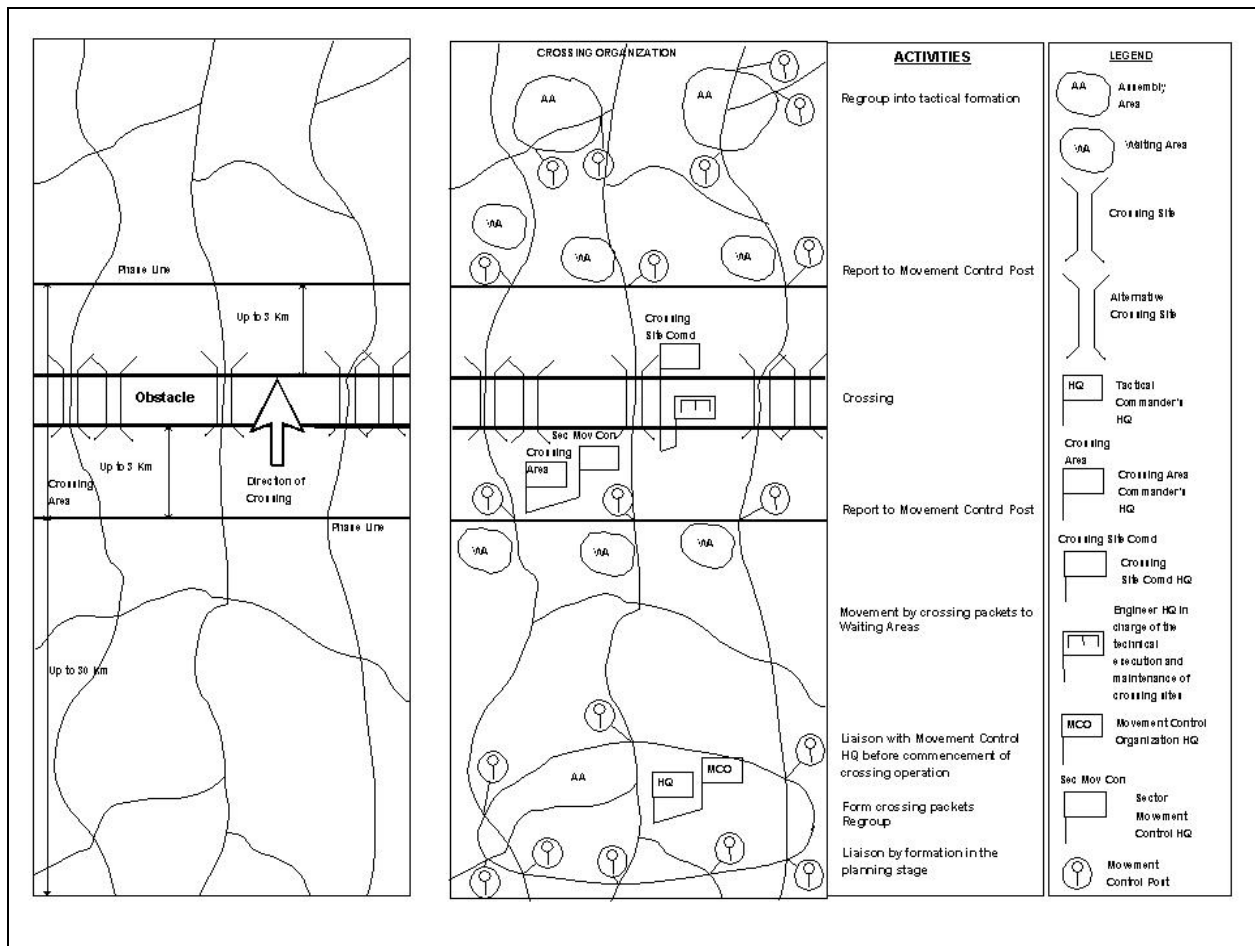 Phase Line
Up to 3 Km
Up to 3 Km
Obstacle
Up to 3 Km
Crossing
Area
Direction of
Crossing
Phase Line
Up to 30 Km
CROSSING ORGANIZATION
AA
AA
WA
WA
WA
Crossing
Site Comd
Sec Mov Con
Crossing
Area
WA
WA
WA
AA
HQ
MCO
ACTIVITIES
Regroup into tactical formation
Report to Movement Control Post
Crossing
Report to Movement Control Post
Movement by crossing packets to
Waiting Areas
Liaison with Movement Control
HQ before commencement of
crossing operation
Form crossing packets
Regroup
Liaison by formation in the
planning stage
LEGEND
AA
Assembly
Area
WA
Waiting Area
Crossing Site
Alternative
Crossing Site
HQ
Tactical
Commander's
HQ
Crossing
Area
Crossing Area
Commander's
HQ
Crossing Site Comd
Crossing
Site Comd HQ
Engineer HQ in
charge of the
technical
execution and
maintenance of
crossing sites
MCO
Movement Control
Organization HQ
Sec Mov Con
Sector
Movement
Control HQ
Movement
Control Post